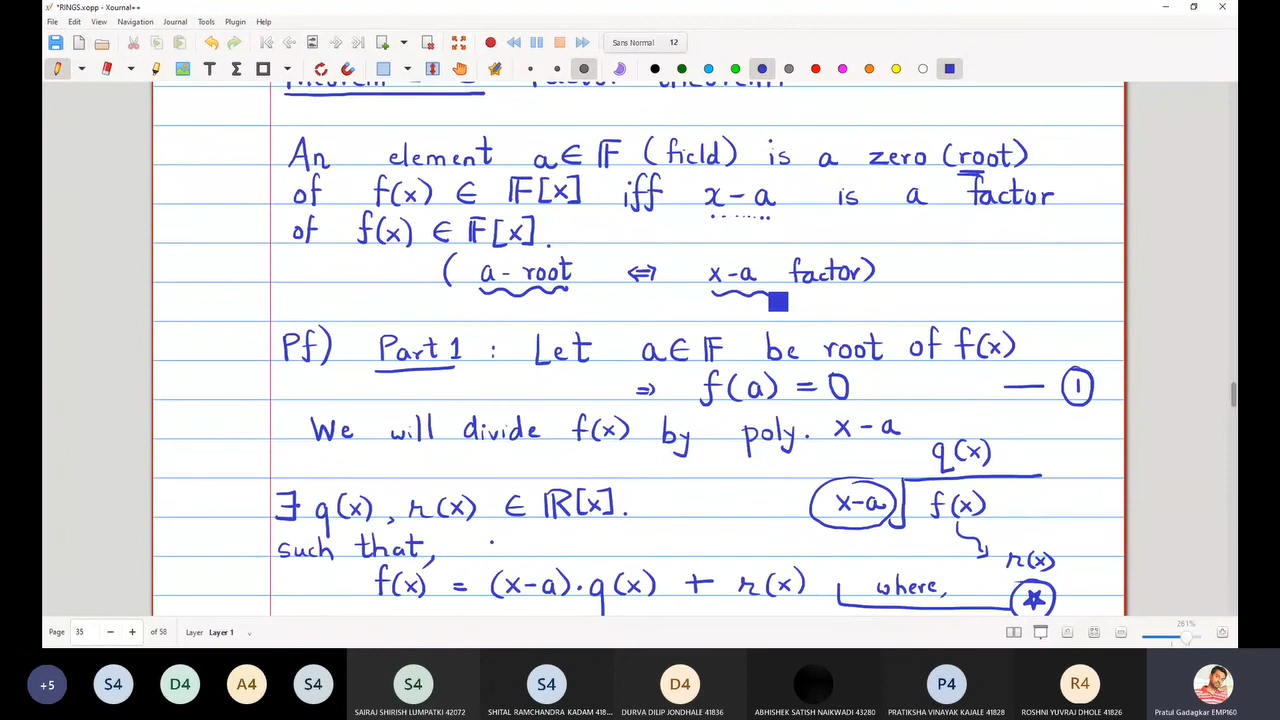 *RINGS.xopp - Xournal++
File Edit View Navigation Journal Tools Plugin Help
Sans Normal 12
factor theorem
An element a∈𝔽 (field) is a zero (root)
of f(x) ∈ 𝔽[x] iff x-a is a factor
of f(x) ∈ 𝔽[x].
( a - root ⇔ x-a factor)
Pf) Part 1 : Let a∈𝔽 be root of f(x)
⇒ f(a) = 0 — ①
We will divide f(x) by poly. x-a
q(x)
∃ q(x), r(x) ∈ ℝ[x]. x-a f(x)
such that, r(x)
f(x) = (x-a).q(x) + r(x) where,
Page 35 of 58 Layer Layer 1 261%
+5 S4 D4 A4 S4 S4 S4 D4 P4 R4
SAIRAJ SHIRISH LUMPATKI 42072 SHITAL RAMCHANDRA KADAM 418... DURVA DILIP JONDHALE 41836 ABHISHEK SATISH NAIKWADI 43280 PRATIKSHA VINAYAK KAJALE 41828 ROSHNI YUVRAJ DHOLE 41826 Pratul Gadagkar EMP160